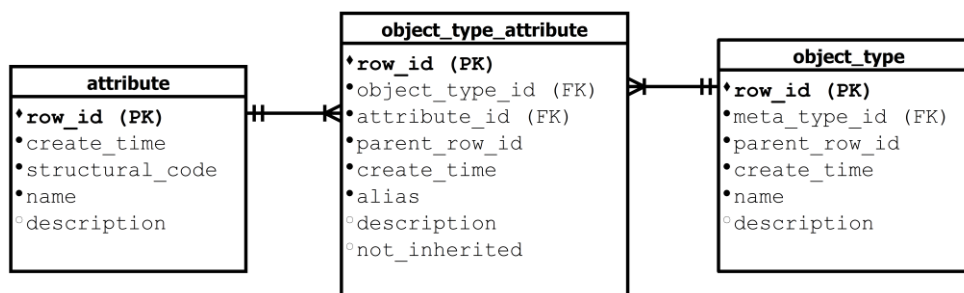 attribute
row_id (PK)
create_time
structural_code
name
description
object_type_attribute
row_id (PK)
object_type_id (FK)
attribute_id (FK)
parent_row_id
create_time
alias
description
not_inherited
object_type
row_id (PK)
meta_type_id (FK)
parent_row_id
create_time
name
description